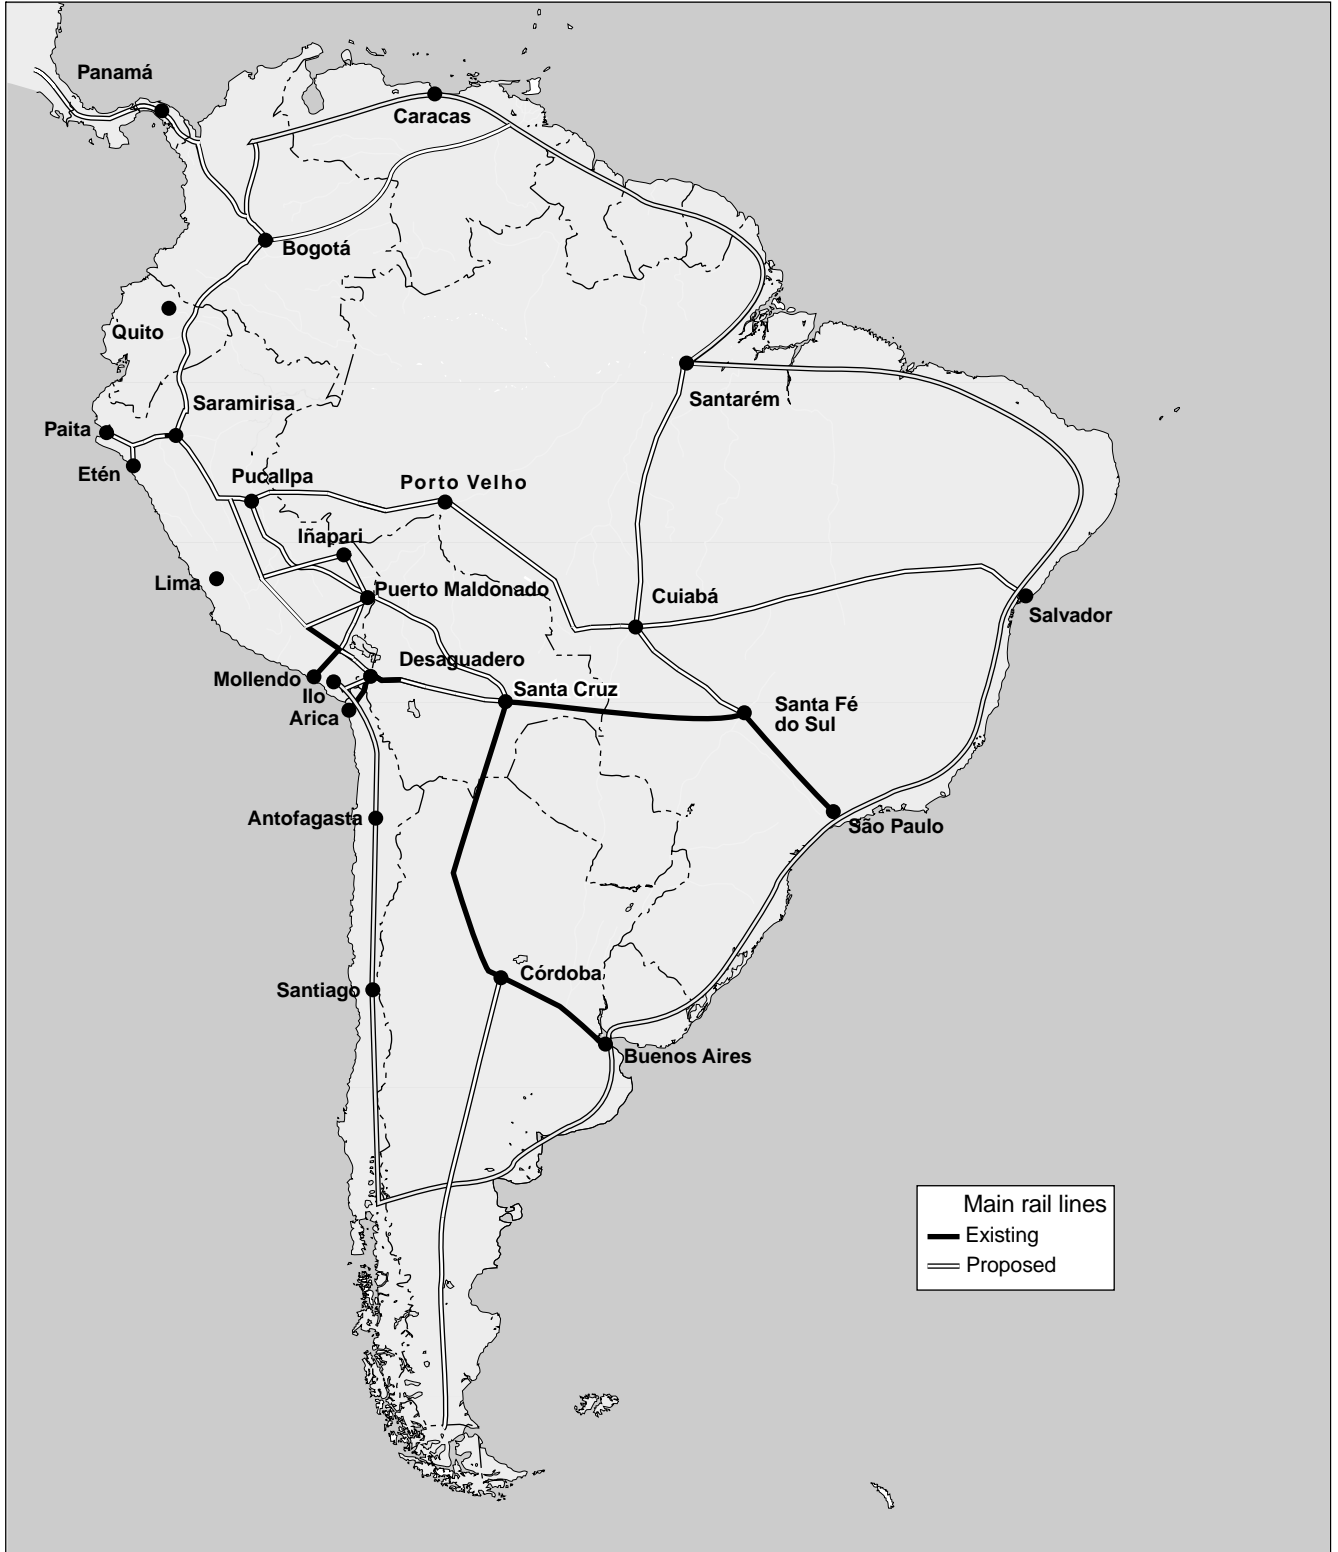 Panamá
Caracas
Bogotá
Quito
Santarém
Saramirisa
Paita
Etén
Pucallpa
Porto Velho
Iñapari
Lima
Puerto Maldonado
Cuiabá
Salvador
Desaguadero
Mollendo
Ilo
Arica
Santa Cruz
Santa Fé
do Sul
Antofagasta
São Paulo
Córdoba
Santiago
Buenos Aires
Main rail lines
Existing
Proposed